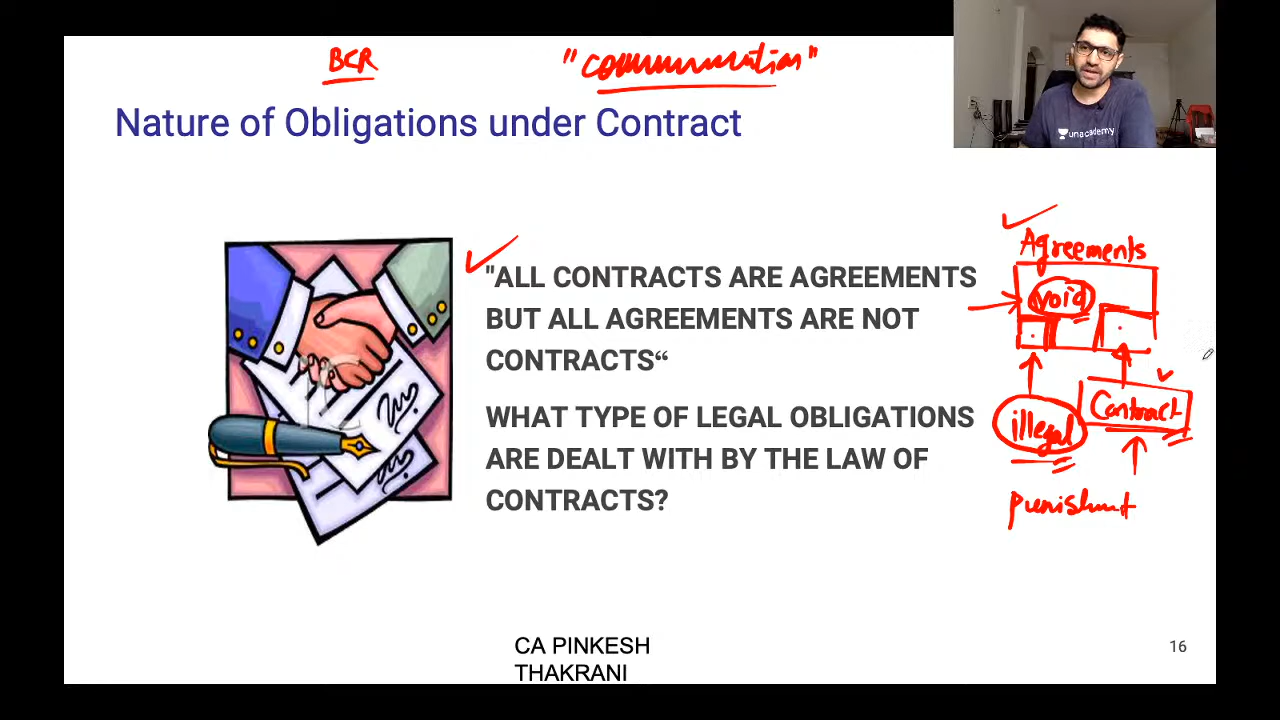 BCR "communication"
Nature of Obligations under Contract
unacademy
"ALL CONTRACTS ARE AGREEMENTS
BUT ALL AGREEMENTS ARE NOT
CONTRACTS“
WHAT TYPE OF LEGAL OBLIGATIONS
ARE DEALT WITH BY THE LAW OF
CONTRACTS?
Agreements
void
Contract
illegal
punishment
CA PINKESH
THAKRANI
16